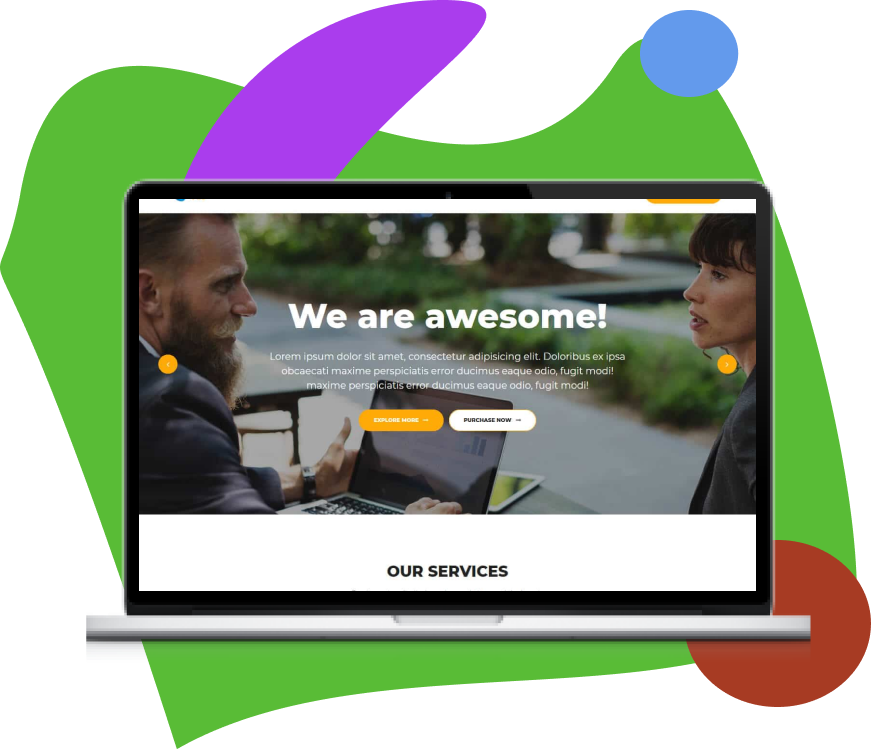 We are awesome!
Lorem ipsum dolor sit amet, consectetur adipisicing elit. Doloribus ex ipsa
obcaecati maxime perspiciatis error ducimus eaque odio, fugit modi!
maxime perspiciatis error ducimus eaque odio, fugit modi!
EXPLORE MORE → PURCHASE NOW →
OUR SERVICES